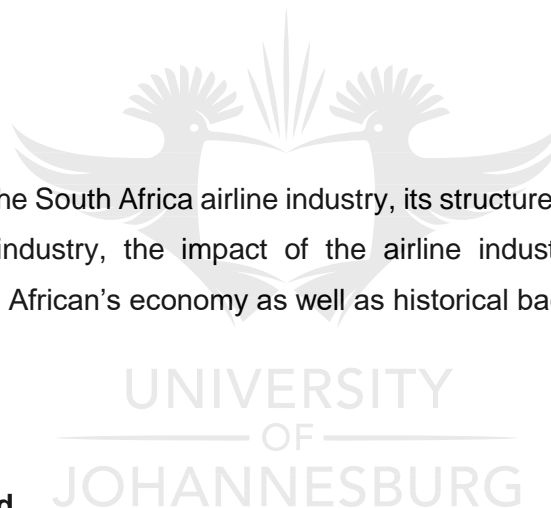 he South Africa airline industry, its structure
industry, the impact of the airline indust
African's economy as well as historical ba
UNIVERSITY
OF
JOHANNESBURG
d